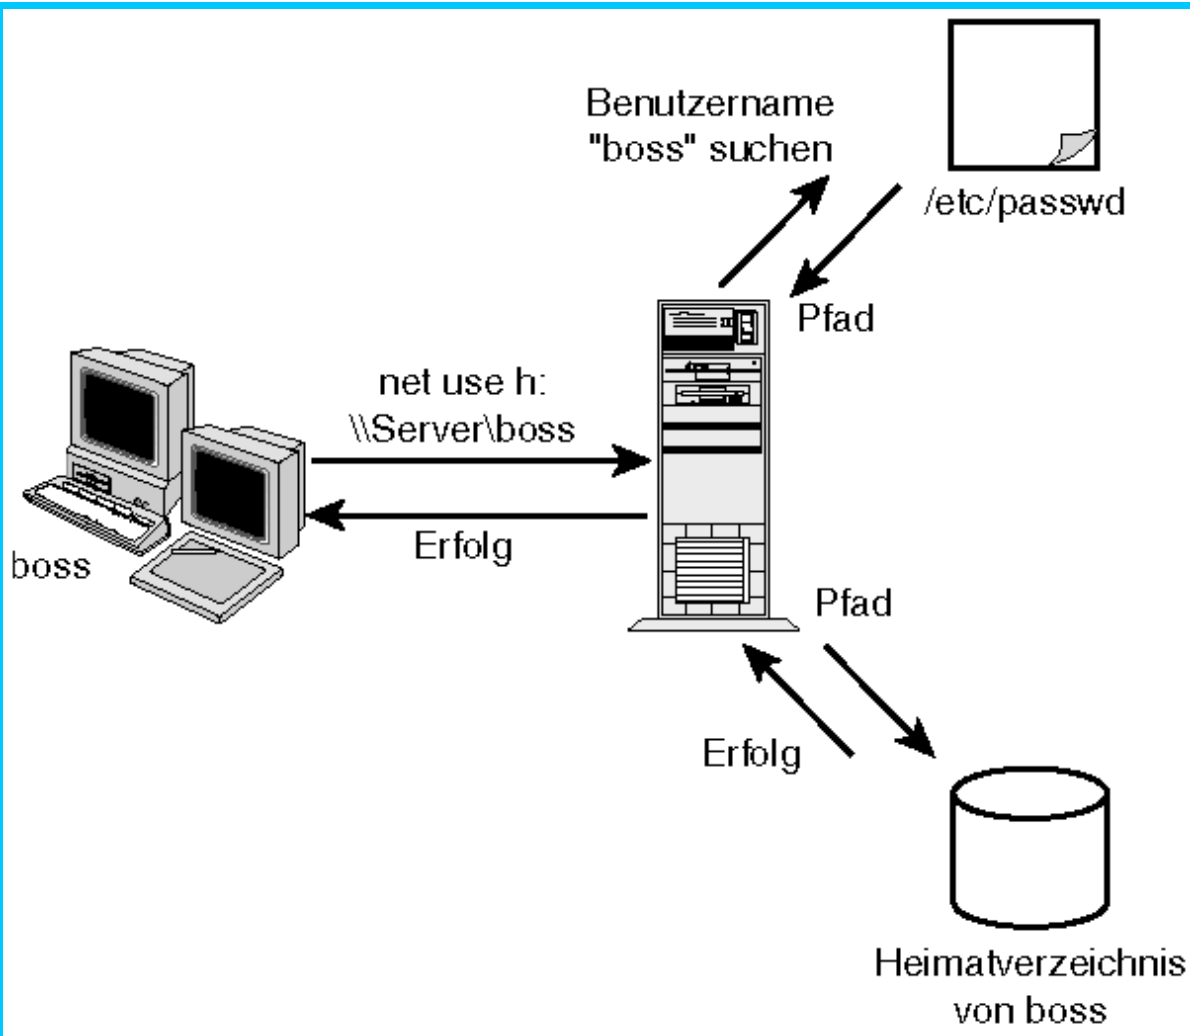 Benutzername
"boss" suchen
/etc/passwd
Pfad
net use h:
\\Server\boss
Erfolg
boss
Pfad
Erfolg
Heimatverzeichnis
von boss